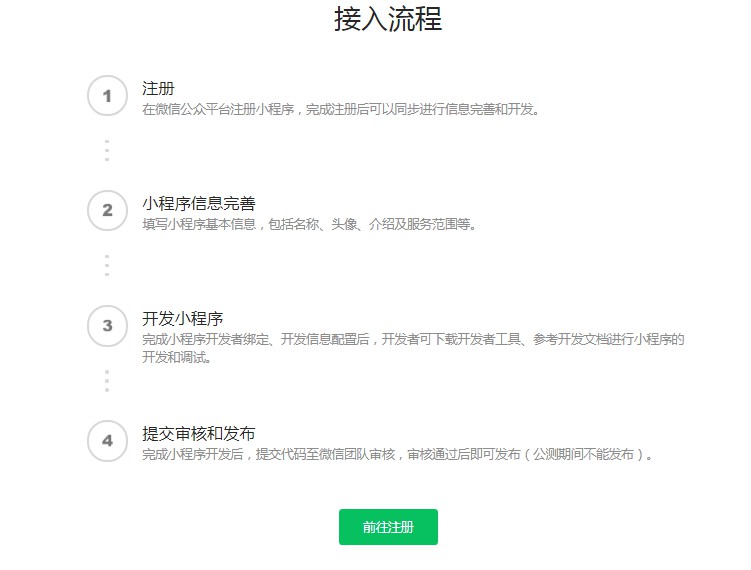 接入流程
1
注册
在微信公众平台注册小程序，完成注册后可以同步进行信息完善和开发。
2
小程序信息完善
填写小程序基本信息，包括名称、头像、介绍及服务范围等。
3
开发小程序
完成小程序开发者绑定、开发信息配置后，开发者可下载开发者工具、参考开发文档进行小程序的
开发和调试。
4
提交审核和发布
完成小程序开发后，提交代码至微信团队审核，审核通过后即可发布（公测期间不能发布）。
前往注册